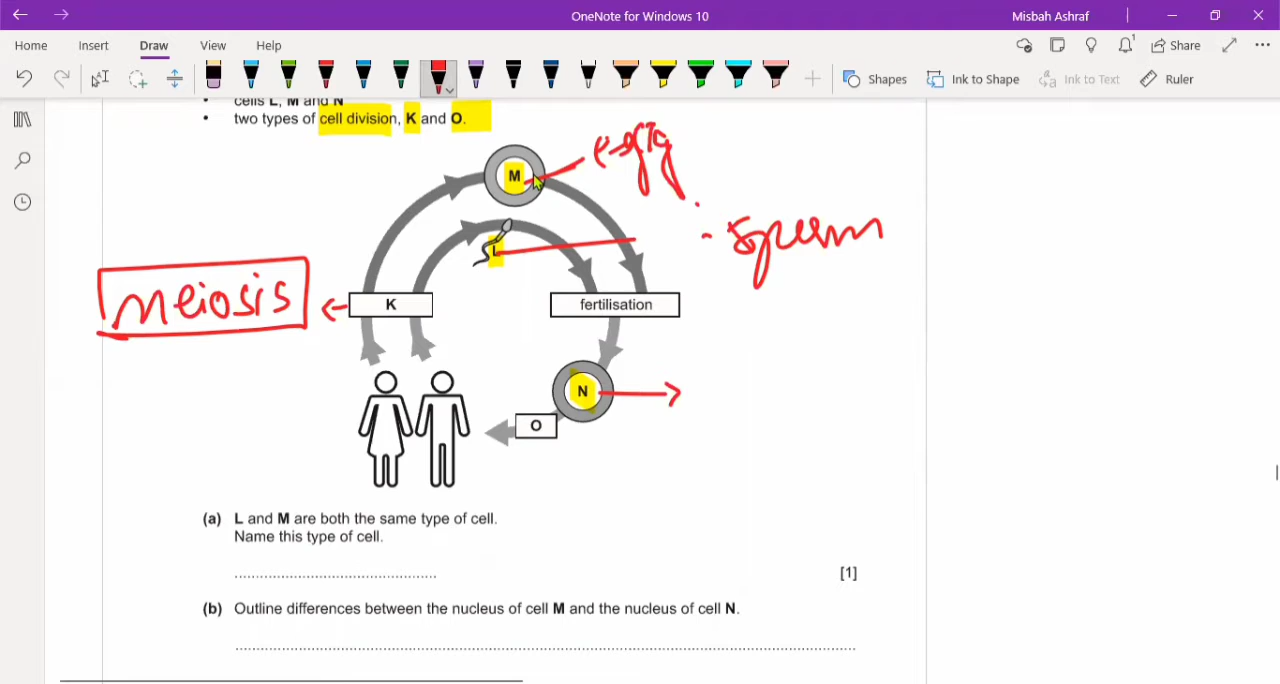 OneNote for Windows 10
Misbah Ashraf
Home Insert Draw View Help
Share
Shapes Ink to Shape Ink to Text Ruler
cells L, M and N
• two types of cell division, K and O.
M
egg
sperm
L
meiosis
K
fertilisation
N
O
(a) L and M are both the same type of cell.
Name this type of cell.
[1]
(b) Outline differences between the nucleus of cell M and the nucleus of cell N.